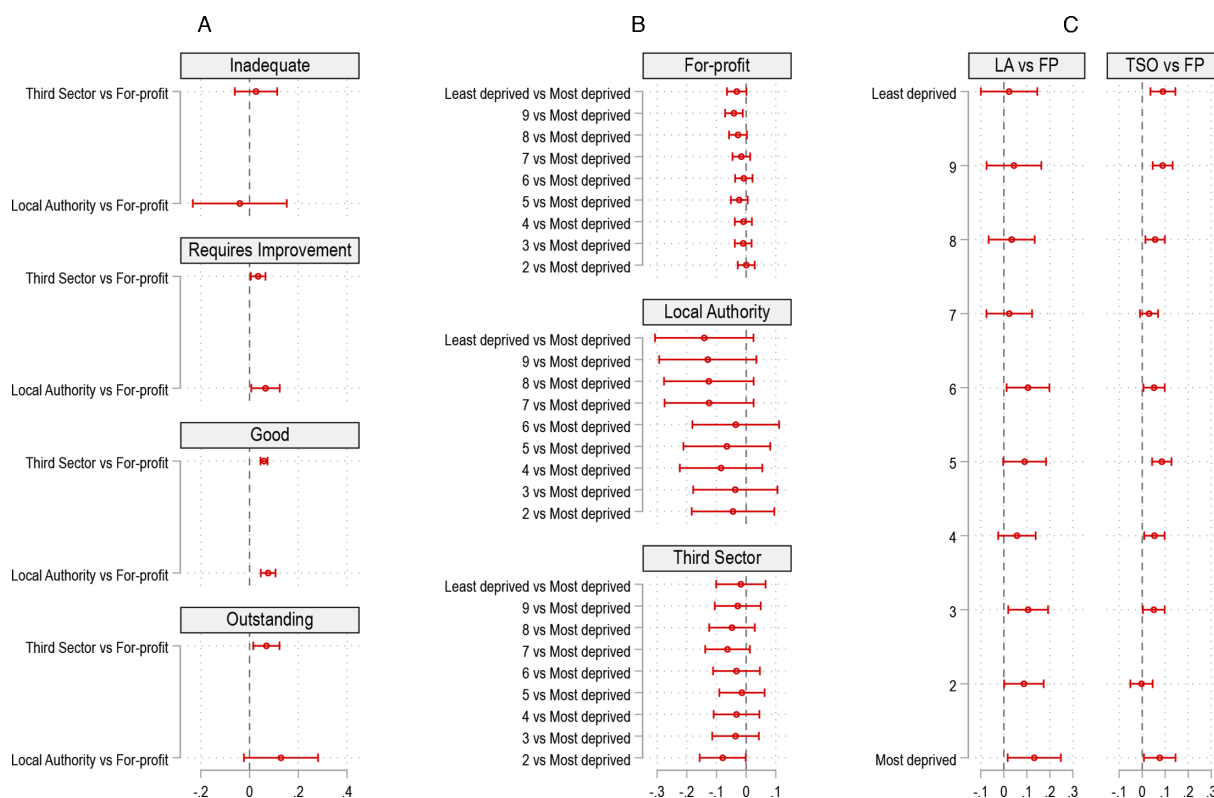 A
Inadequate
Third Sector vs For-profit
Local Authority vs For-profit
Requires Improvement
Third Sector vs For-profit
Local Authority vs For-profit
Good
Third Sector vs For-profit
Local Authority vs For-profit
Outstanding
Third Sector vs For-profit
Local Authority vs For-profit
-.2 0 .2 .4
B
For-profit
Least deprived vs Most deprived
9 vs Most deprived
8 vs Most deprived
7 vs Most deprived
6 vs Most deprived
5 vs Most deprived
4 vs Most deprived
3 vs Most deprived
2 vs Most deprived
Local Authority
Least deprived vs Most deprived
9 vs Most deprived
8 vs Most deprived
7 vs Most deprived
6 vs Most deprived
5 vs Most deprived
4 vs Most deprived
3 vs Most deprived
2 vs Most deprived
Third Sector
Least deprived vs Most deprived
9 vs Most deprived
8 vs Most deprived
7 vs Most deprived
6 vs Most deprived
5 vs Most deprived
4 vs Most deprived
3 vs Most deprived
2 vs Most deprived
-.3 -.2 -.1 0 .1
C
LA vs FP TSO vs FP
Least deprived
9
8
7
6
5
4
3
2
Most deprived
-.1 0 .1 .2 .3 -.1 0 .1 .2 .3